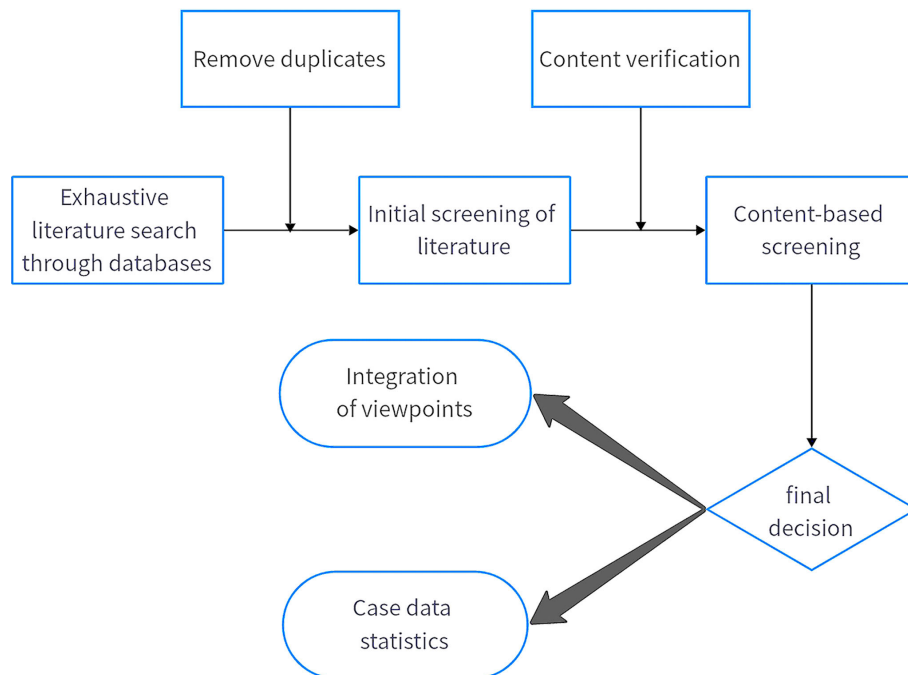 Remove duplicates
Content verification
Exhaustive
literature search
through databases
Initial screening of
literature
Content-based
screening
Integration
of viewpoints
final
decision
Case data
statistics